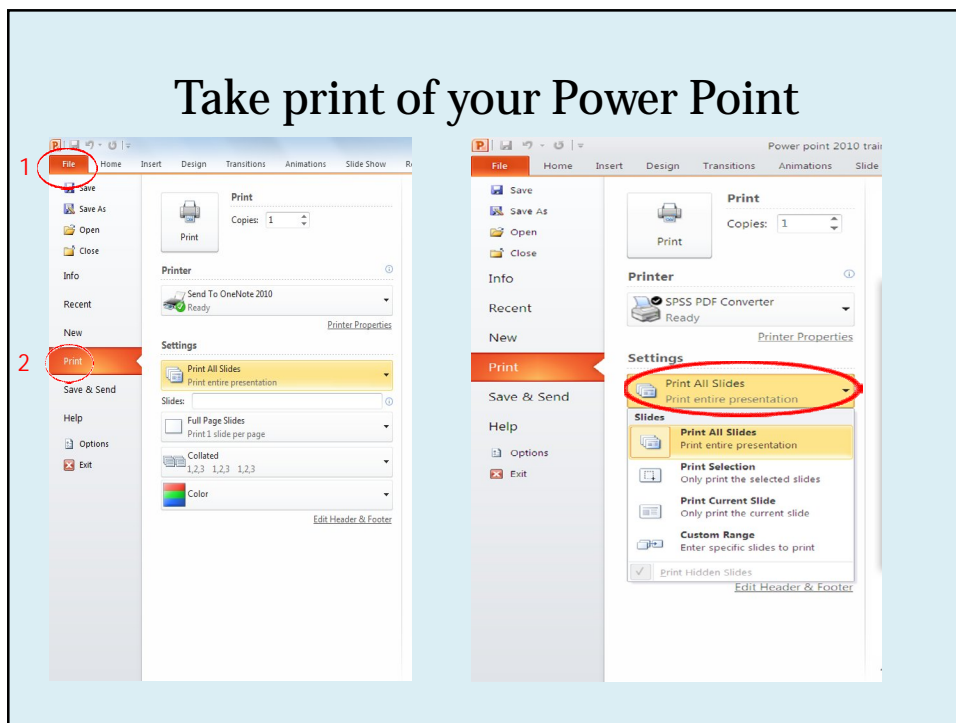 Take print of your Power Point
1
File Home Insert Design Transitions Animations Slide Show R
Save
Save As
Open
Close
Info
Recent
New
2
Print
Save & Send
Help
Options
Exit
Print
Print
Copies: 1
Printer
Send To OneNote 2010
Ready
Printer Properties
Settings
Print All Slides
Print entire presentation
Slides:
Full Page Slides
Print 1 slide per page
Collated
1,2,3 1,2,3 1,2,3
Color
Edit Header & Footer
Power point 2010 trai
File Home Insert Design Transitions Animations Slide
Save
Save As
Open
Close
Info
Recent
New
Print
Save & Send
Help
Options
Exit
Print
Print
Copies: 1
Printer
SPSS PDF Converter
Ready
Printer Properties
Settings
Print All Slides
Print entire presentation
Slides
Print All Slides
Print entire presentation
Print Selection
Only print the selected slides
Print Current Slide
Only print the current slide
Custom Range
Enter specific slides to print
Print Hidden Slides
Edit Header & Footer